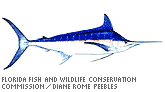 FLORIDA FISH AND WILDLIFE CONSERVATION
COMMISSION / DIANE ROME PEEBLES